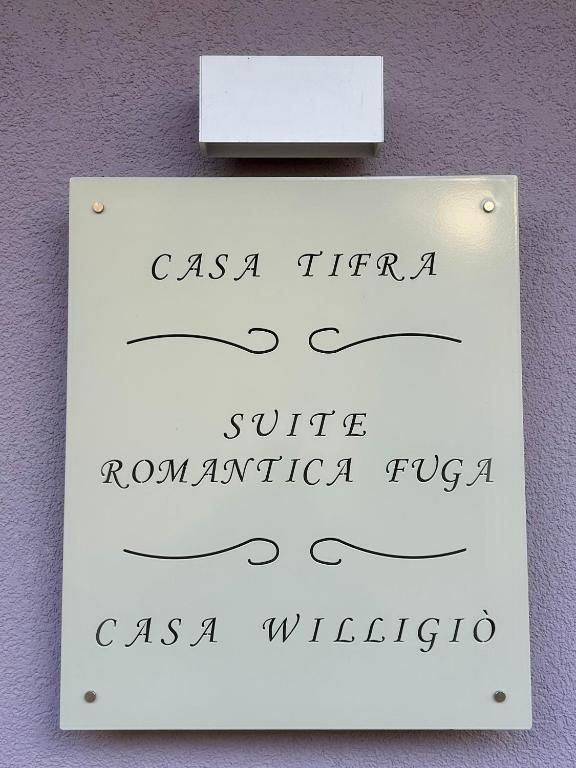 CASA TIFRA
SUITE
ROMANTICA FUGA
CASA WILLIGIÒ